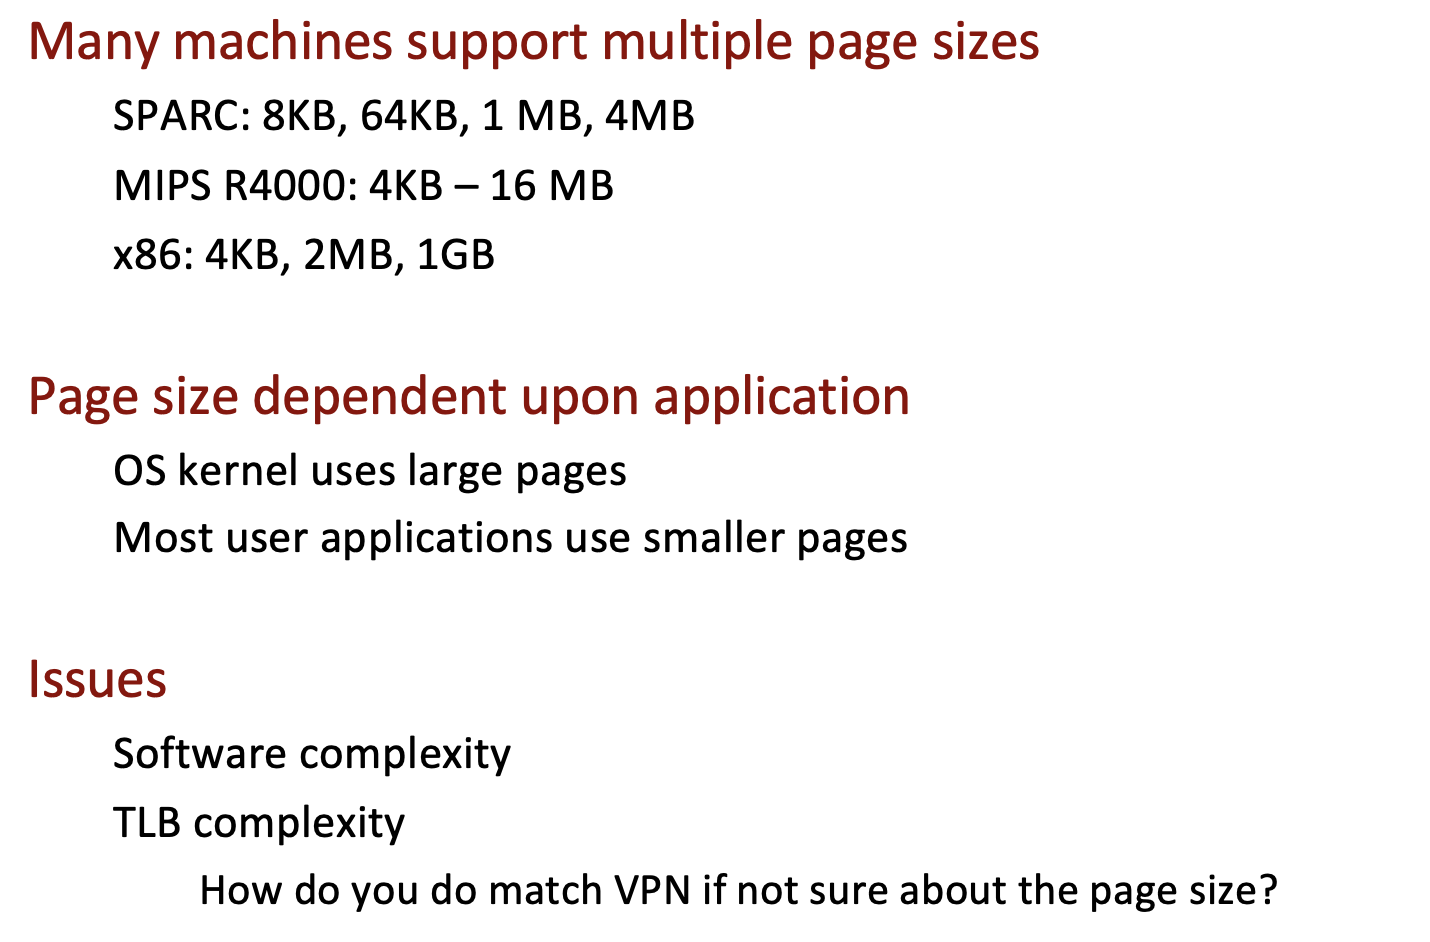 Many machines support multiple page sizes
SPARC: 8KB, 64KB, 1 MB, 4MB
MIPS R4000: 4KB – 16 MB
x86: 4KB, 2MB, 1GB
Page size dependent upon application
OS kernel uses large pages
Most user applications use smaller pages
Issues
Software complexity
TLB complexity
How do you do match VPN if not sure about the page size?